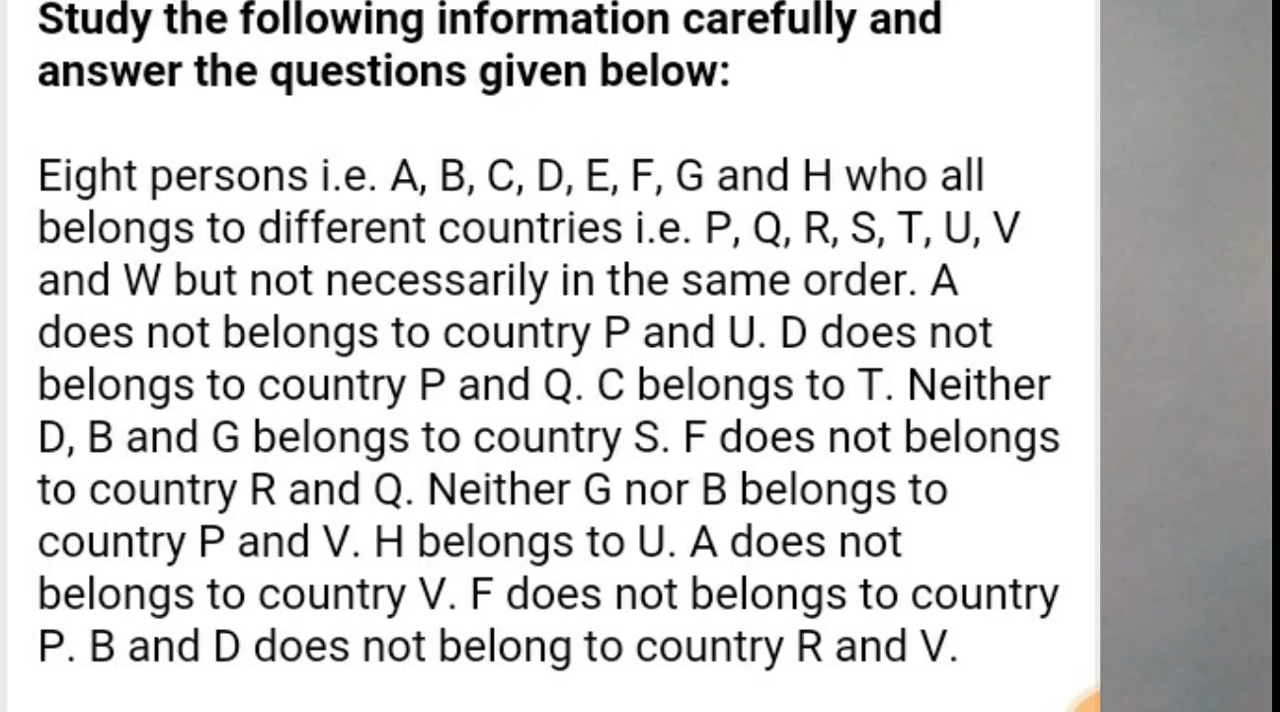 Study the following information carefully and
answer the questions given below:
Eight persons i.e. A, B, C, D, E, F, G and H who all
belongs to different countries i.e. P, Q, R, S, T, U, V
and W but not necessarily in the same order. A
does not belongs to country P and U. D does not
belongs to country P and Q. C belongs to T. Neither
D, B and G belongs to country S. F does not belongs
to country R and Q. Neither G nor B belongs to
country P and V. H belongs to U. A does not
belongs to country V. F does not belongs to country
P. B and D does not belong to country R and V.